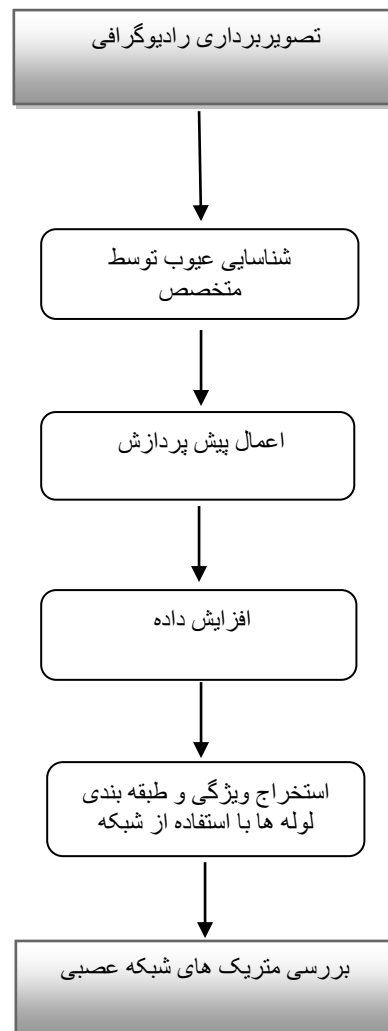 تصویربرداری رادیوگرافی
شناسایی عیوب توسط
متخصص
اعمال پیش پردازش
افزایش داده
استخراج ویژگی و طبقه بندی
لوله ها با استفاده از شبکه
بررسی متریک های شبکه عصبی